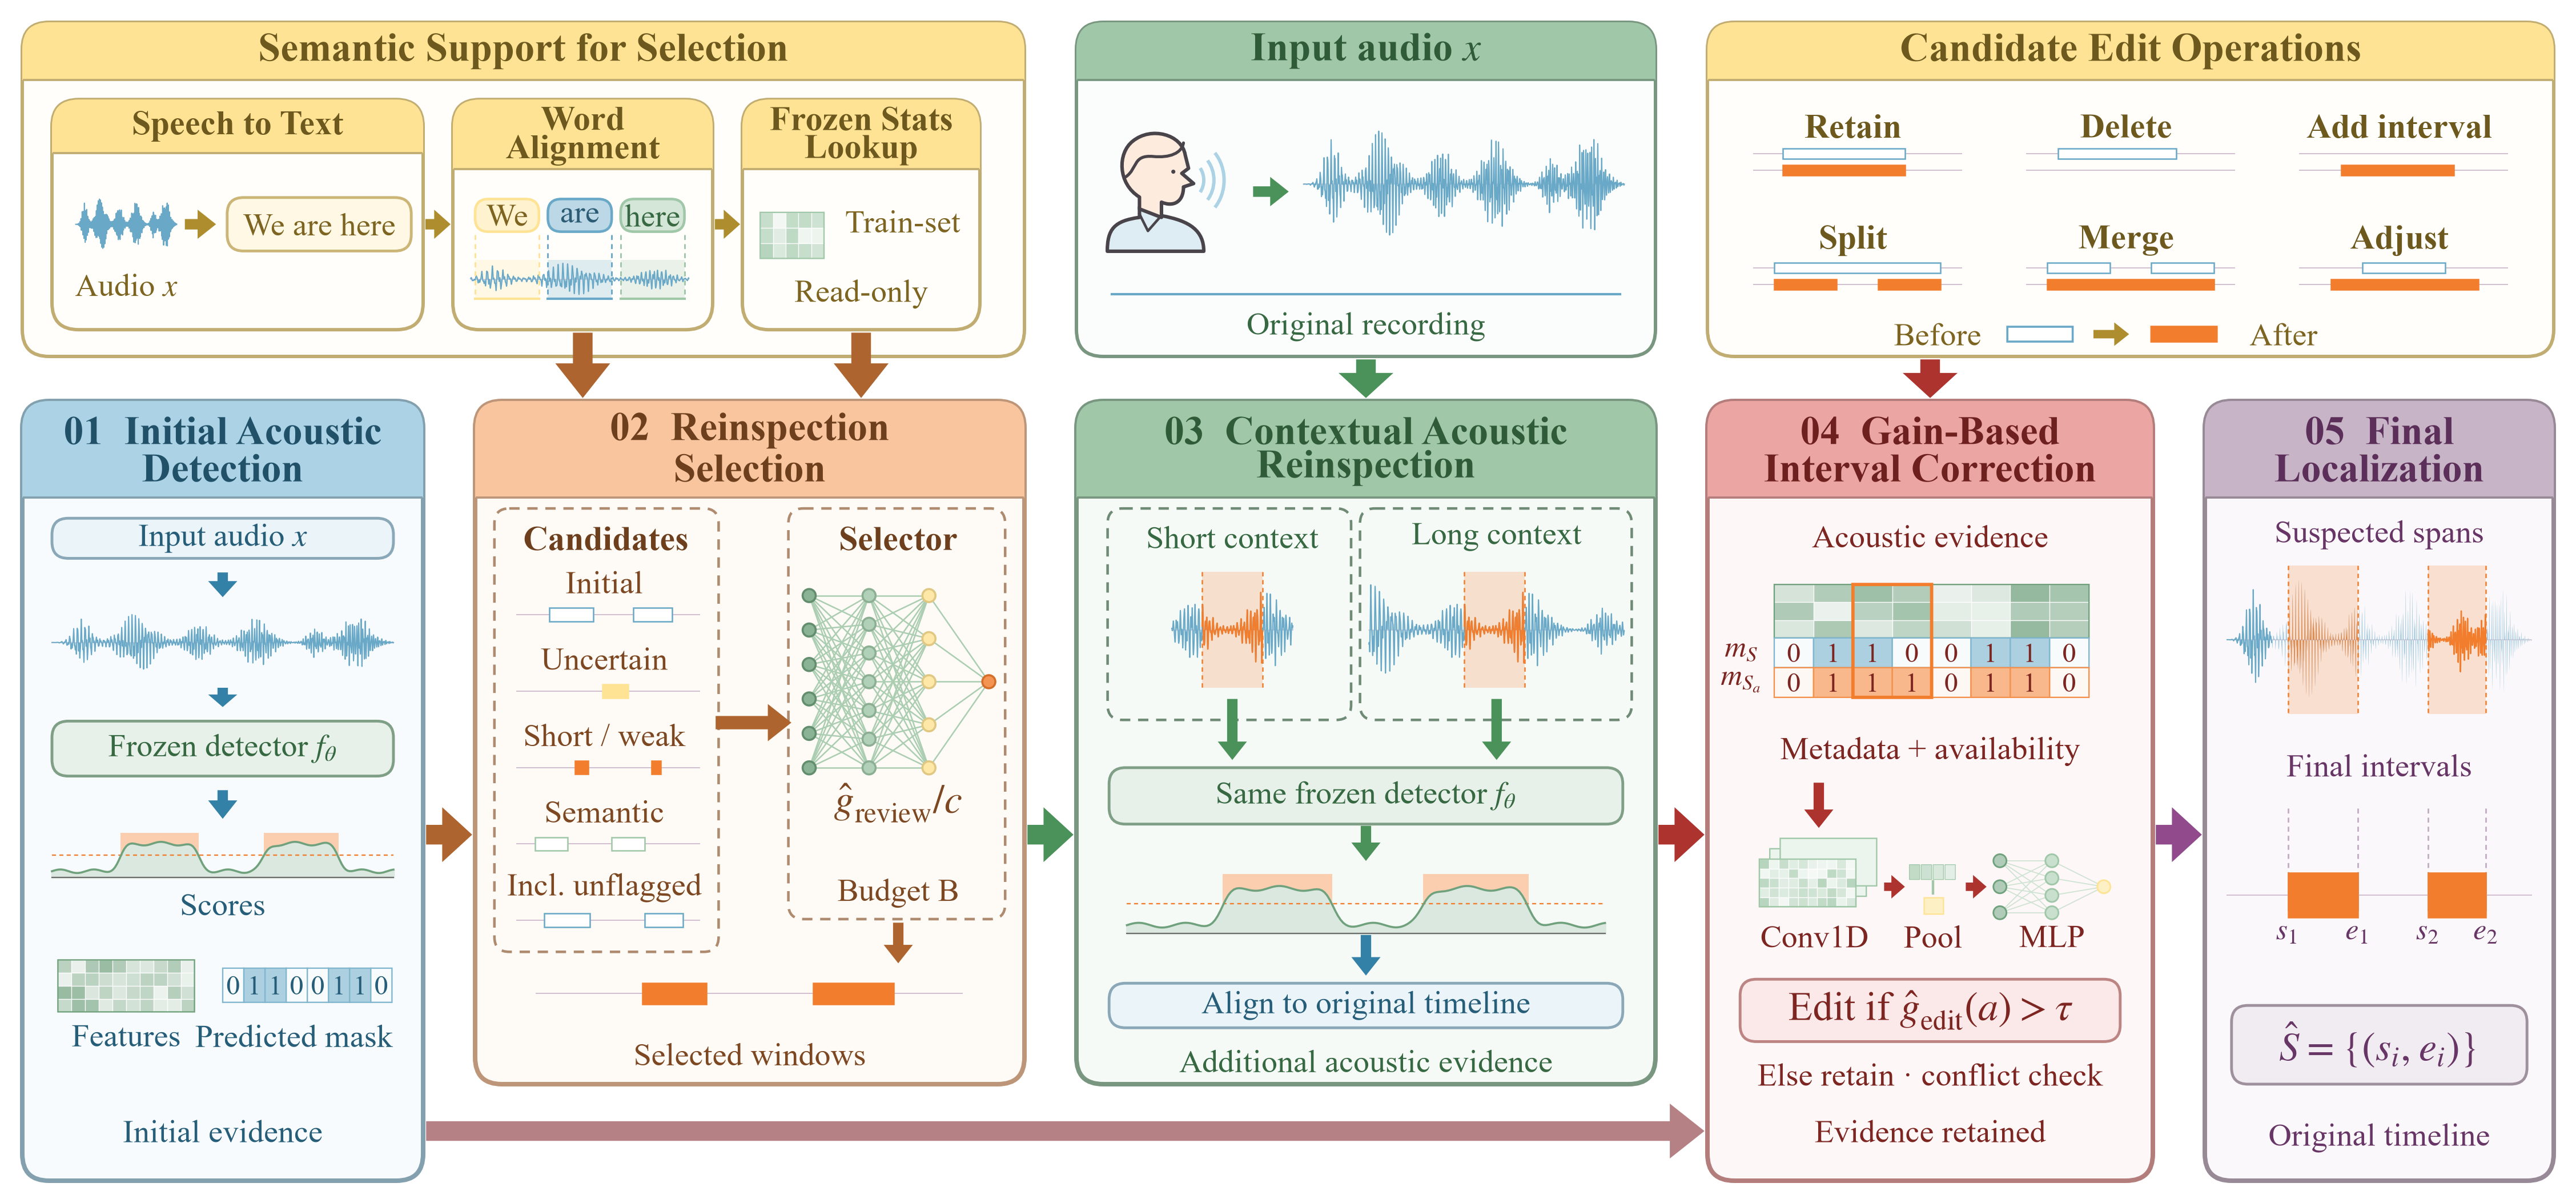 Semantic Support for Selection
Speech to Text
We are here
Audio x
Word
Alignment
We are here
Frozen Stats
Lookup
Train-set
Read-only
Input audio x
Original recording
Candidate Edit Operations
Retain
Delete
Add interval
Split
Merge
Adjust
Before
After
01 Initial Acoustic
Detection
Input audio x
Frozen detector fθ
Scores
0 1 1 0 0 1 1 0
Features
Predicted mask
Initial evidence
02 Reinspection
Selection
Candidates
Initial
Uncertain
Short / weak
Semantic
Incl. unflagged
Selector
ĝreview/c
Budget B
Selected windows
03 Contextual Acoustic
Reinspection
Short context
Long context
Same frozen detector fθ
Align to original timeline
Additional acoustic evidence
04 Gain-Based
Interval Correction
Acoustic evidence
mS 0 1 1 0 0 1 1 0
mSa 0 1 1 1 0 1 1 0
Metadata + availability
Conv1D
Pool
MLP
Edit if ĝedit(a) > τ
Else retain · conflict check
Evidence retained
05 Final
Localization
Suspected spans
Final intervals
s1 e1 s2 e2
Ŝ = {(si, ei)}
Original timeline